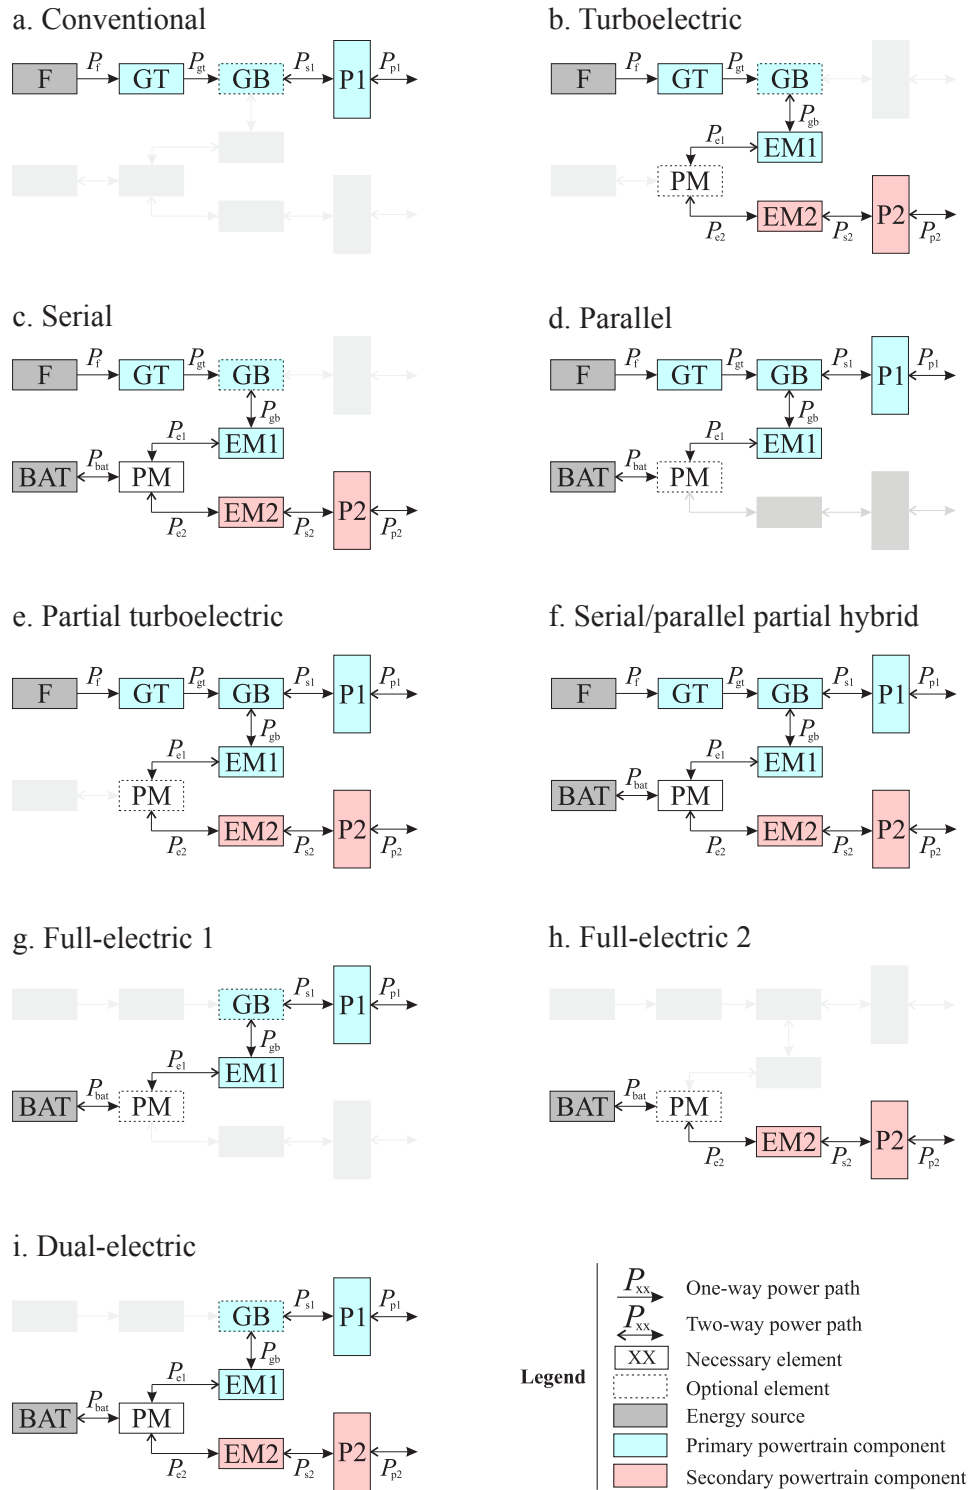 a. Conventional
P_f P_gt P_s1 P_p1
F GT GB P1
b. Turboelectric
P_f P_gt
F GT GB
P_gb
P_e1 EM1
PM
P_e2 EM2 P_s2 P2 P_p2
c. Serial
P_f P_gt
F GT GB
P_gb
P_e1 EM1
P_bat
BAT PM
P_e2 EM2 P_s2 P2 P_p2
d. Parallel
P_f P_gt P_s1 P_p1
F GT GB P1
P_gb
P_e1 EM1
P_bat
BAT PM
e. Partial turboelectric
P_f P_gt P_s1 P_p1
F GT GB P1
P_gb
P_e1 EM1
PM
P_e2 EM2 P_s2 P2 P_p2
f. Serial/parallel partial hybrid
P_f P_gt P_s1 P_p1
F GT GB P1
P_gb
P_e1 EM1
P_bat
BAT PM
P_e2 EM2 P_s2 P2 P_p2
g. Full-electric 1
P_s1 P_p1
GB P1
P_gb
P_e1 EM1
P_bat
BAT PM
h. Full-electric 2
P_bat
BAT PM
P_e2 EM2 P_s2 P2 P_p2
i. Dual-electric
P_s1 P_p1
GB P1
P_gb
P_e1 EM1
P_bat
BAT PM
P_e2 EM2 P_s2 P2 P_p2
Legend
P_xx One-way power path
P_xx Two-way power path
XX Necessary element
Optional element
Energy source
Primary powertrain component
Secondary powertrain component